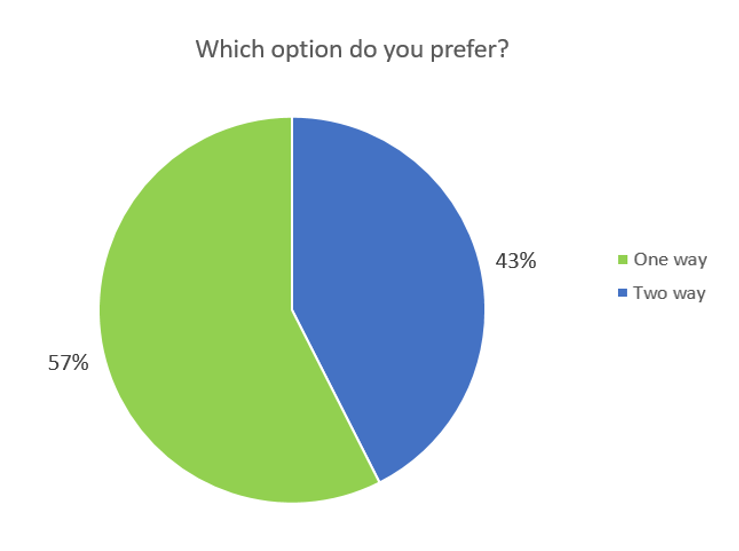 Which option do you prefer?
43%
57%
One way
Two way